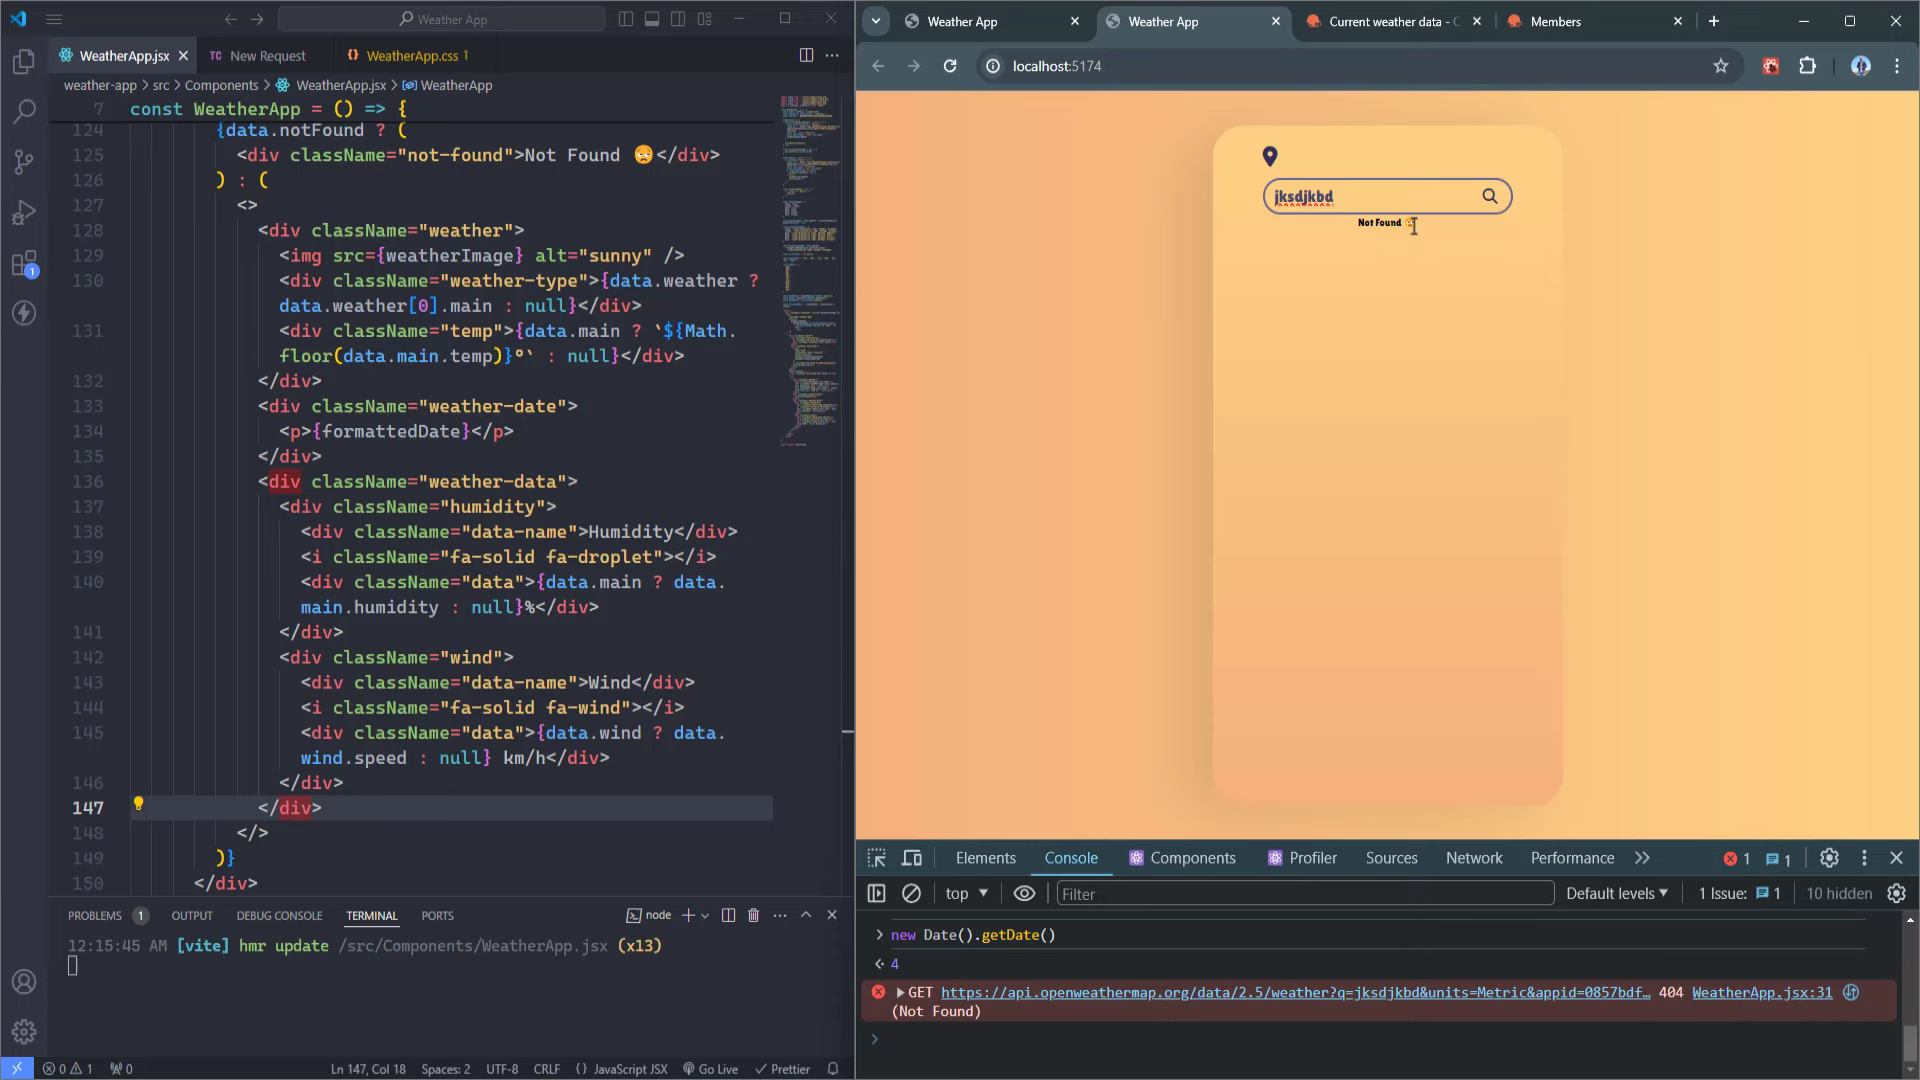 Weather App
WeatherApp.jsx
TC New Request
WeatherApp.css 1
weather-app > src > Components > WeatherApp.jsx > WeatherApp
7 const WeatherApp = () => {
124 {data.notFound ? (
125 <div className="not-found">Not Found 😳</div>
126 ) : (
127 <>
128 <div className="weather">
129 <img src={weatherImage} alt="sunny" />
130 <div className="weather-type">{data.weather ?
data.weather[0].main : null}</div>
131 <div className="temp">{data.main ? `${Math.
floor(data.main.temp)}°` : null}</div>
132 </div>
133 <div className="weather-date">
134 <p>{formattedDate}</p>
135 </div>
136 <div className="weather-data">
137 <div className="humidity">
138 <div className="data-name">Humidity</div>
139 <i className="fa-solid fa-droplet"></i>
140 <div className="data">{data.main ? data.
main.humidity : null}%</div>
141 </div>
142 <div className="wind">
143 <div className="data-name">Wind</div>
144 <i className="fa-solid fa-wind"></i>
145 <div className="data">{data.wind ? data.
wind.speed : null} km/h</div>
146 </div>
147 </div>
148 </>
149 )}
150 </div>
PROBLEMS 1 OUTPUT DEBUG CONSOLE TERMINAL PORTS
node
12:15:45 AM [vite] hmr update /src/Components/WeatherApp.jsx (x13)
1
0 1 0
Ln 147, Col 18 Spaces: 2 UTF-8 CRLF {} JavaScript JSX Go Live Prettier
Weather App
Weather App
Current weather data - C
Members
localhost:5174
jksdjkbd
Not Found
Elements Console Components Profiler Sources Network Performance 1 1
top Filter Default levels 1 Issue: 1 10 hidden
> new Date().getDate()
4
GET https://api.openweathermap.org/data/2.5/weather?q=jksdjkbd&units=Metric&appid=0857bdf… 404 WeatherApp.jsx:31
(Not Found)
>